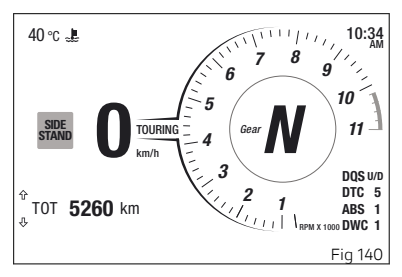 40 °C
10:34
AM
7
8
6
9
5
10
SIDE
STAND
0
TOURING
km/h
4
Gear
N
11
3
2
1
RPM X 1000
DQS U/D
DTC 5
ABS 1
DWC 1
TOT 5260 km
Fig 140